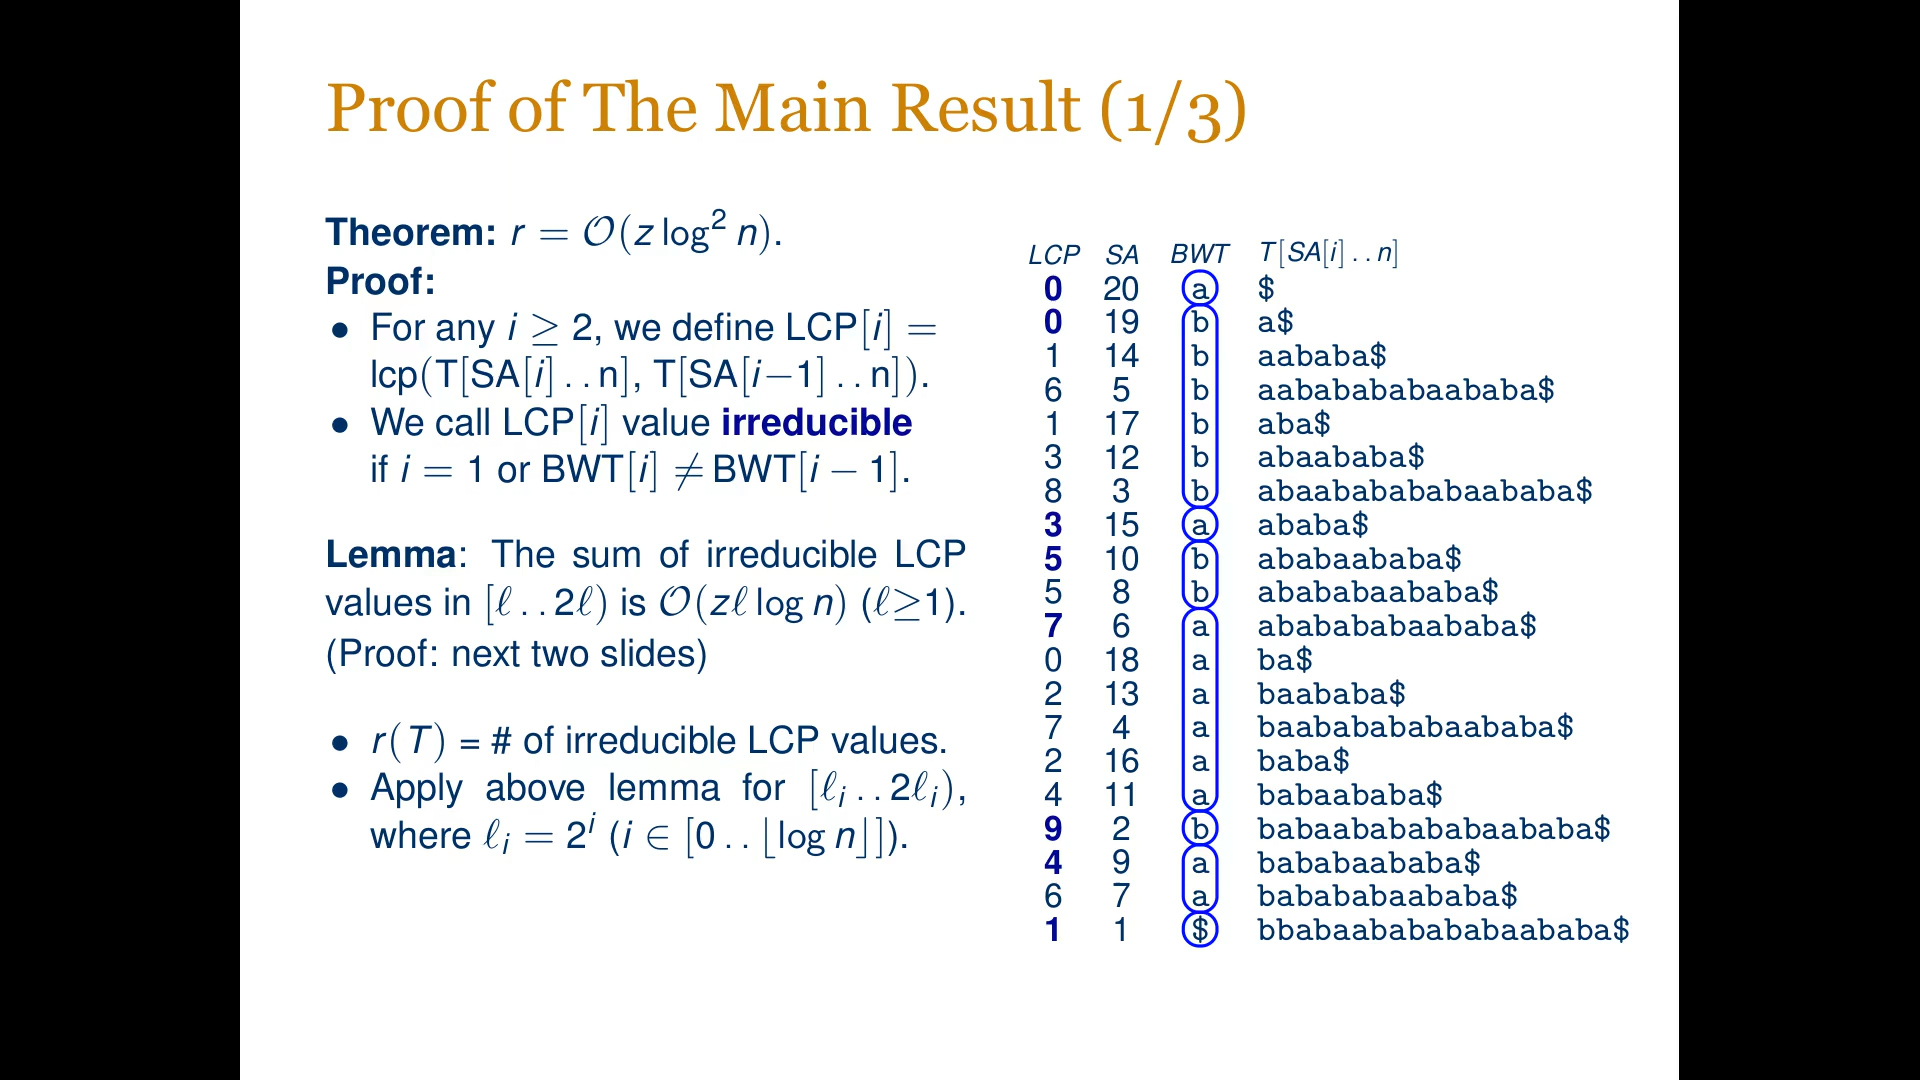 Proof of The Main Result (1/3)
Theorem: r = O(z log² n).
Proof:
• For any i ≥ 2, we define LCP[i] =
lcp(T[SA[i] . . n], T[SA[i−1] . . n]).
• We call LCP[i] value irreducible
if i = 1 or BWT[i] ≠ BWT[i − 1].
Lemma: The sum of irreducible LCP
values in [ℓ . . 2ℓ) is O(zℓ log n) (ℓ≥1).
(Proof: next two slides)
• r(T) = # of irreducible LCP values.
• Apply above lemma for [ℓᵢ . . 2ℓᵢ),
where ℓᵢ = 2ⁱ (i ∈ [0 . . ⌊log n⌋]).
LCP SA BWT T[SA[i] . . n]
0 20 a $
0 19 b a$
1 14 b aababa$
6 5 b aababababaababa$
1 17 b aba$
3 12 b abaababa$
8 3 b abaababababaababa$
3 15 a ababa$
5 10 b ababaababa$
5 8 b abababaababa$
7 6 a ababababaababa$
0 18 a ba$
2 13 a baababa$
7 4 a baababababaababa$
2 16 a baba$
4 11 a babaababa$
9 2 b babaababababaababa$
4 9 a bababaababa$
6 7 a babababaababa$
1 1 $ bbabaababababaababa$